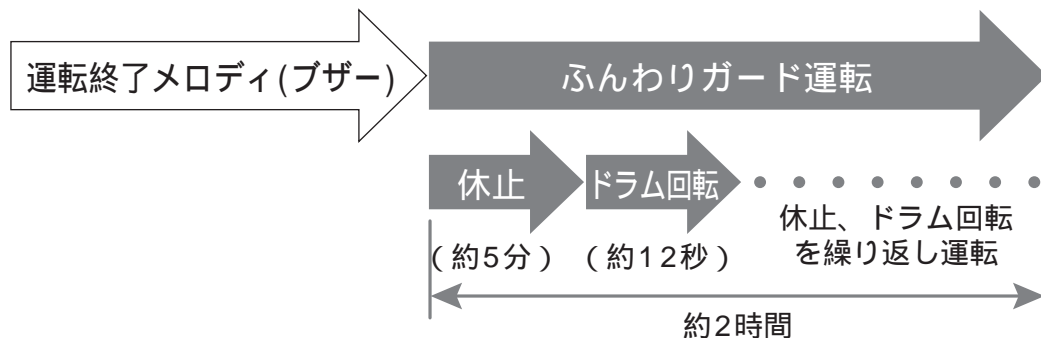 運転終了メロディ(ブザー)
ふんわりガード運転
休止
ドラム回転
(約5分)
(約12秒)
休止、ドラム回転
を繰り返し運転
約2時間